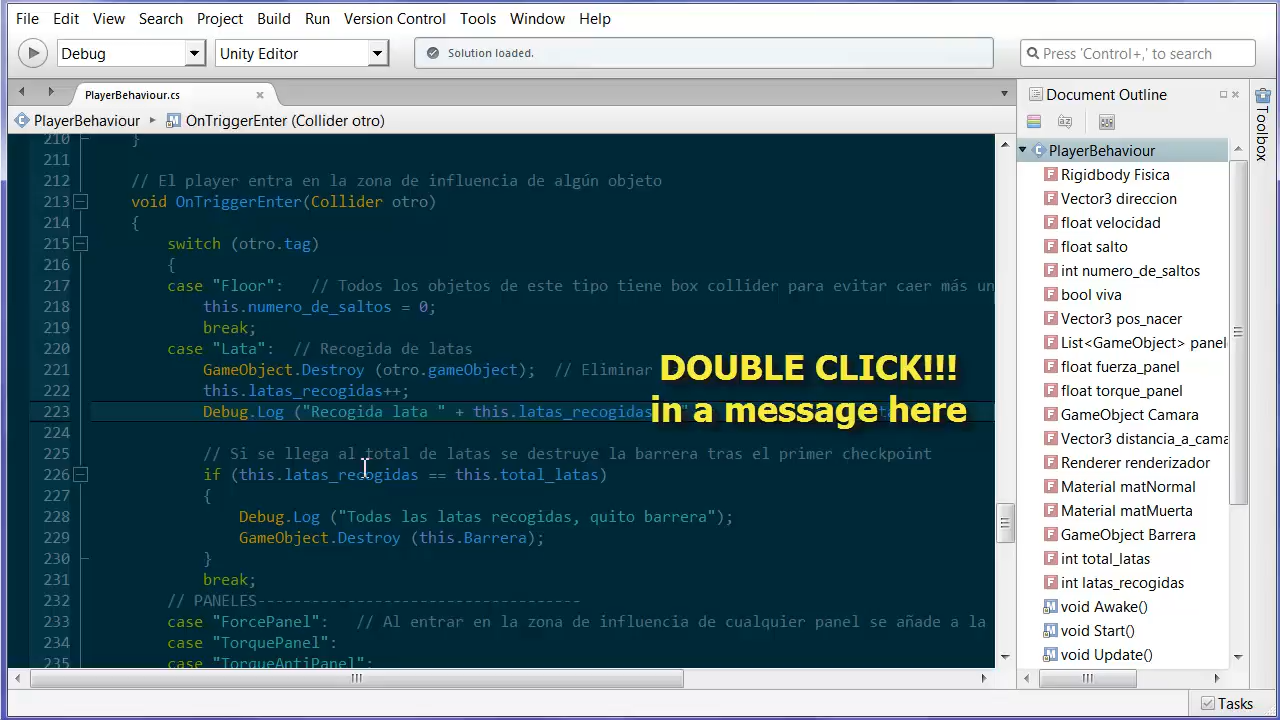 File Edit View Search Project Build Run Version Control Tools Window Help
Debug Unity Editor Solution loaded. Press 'Control+,' to search
PlayerBehaviour.cs
PlayerBehaviour OnTriggerEnter (Collider otro)
210 }
211
212 // El player entra en la zona de influencia de algún objeto
213 void OnTriggerEnter(Collider otro)
214 {
215 switch (otro.tag)
216 {
217 case "Floor": // Todos los objetos de este tipo tiene box collider para evitar caer más un
218 this.numero_de_saltos = 0;
219 break;
220 case "Lata": // Recogida de latas
221 GameObject.Destroy (otro.gameObject); // Eliminar
222 this.latas_recogidas++;
223 Debug.Log ("Recogida lata " + this.latas_recogidas
224
225 // Si se llega al total de latas se destruye la barrera tras el primer checkpoint
226 if (this.latas_recogidas == this.total_latas)
227 {
228 Debug.Log ("Todas las latas recogidas, quito barrera");
229 GameObject.Destroy (this.Barrera);
230 }
231 break;
232 // PANELES------------------------------------
233 case "ForcePanel": // Al entrar en la zona de influencia de cualquier panel se añade a la
234 case "TorquePanel":
235 case "TorqueAntiPanel":
DOUBLE CLICK!!!
in a message here
Document Outline
PlayerBehaviour
Rigidbody Fisica
Vector3 direccion
float velocidad
float salto
int numero_de_saltos
bool viva
Vector3 pos_nacer
List<GameObject> panele
float fuerza_panel
float torque_panel
GameObject Camara
Vector3 distancia_a_cama
Renderer renderizador
Material matNormal
Material matMuerta
GameObject Barrera
int total_latas
int latas_recogidas
void Awake()
void Start()
void Update()
Toolbox
Tasks